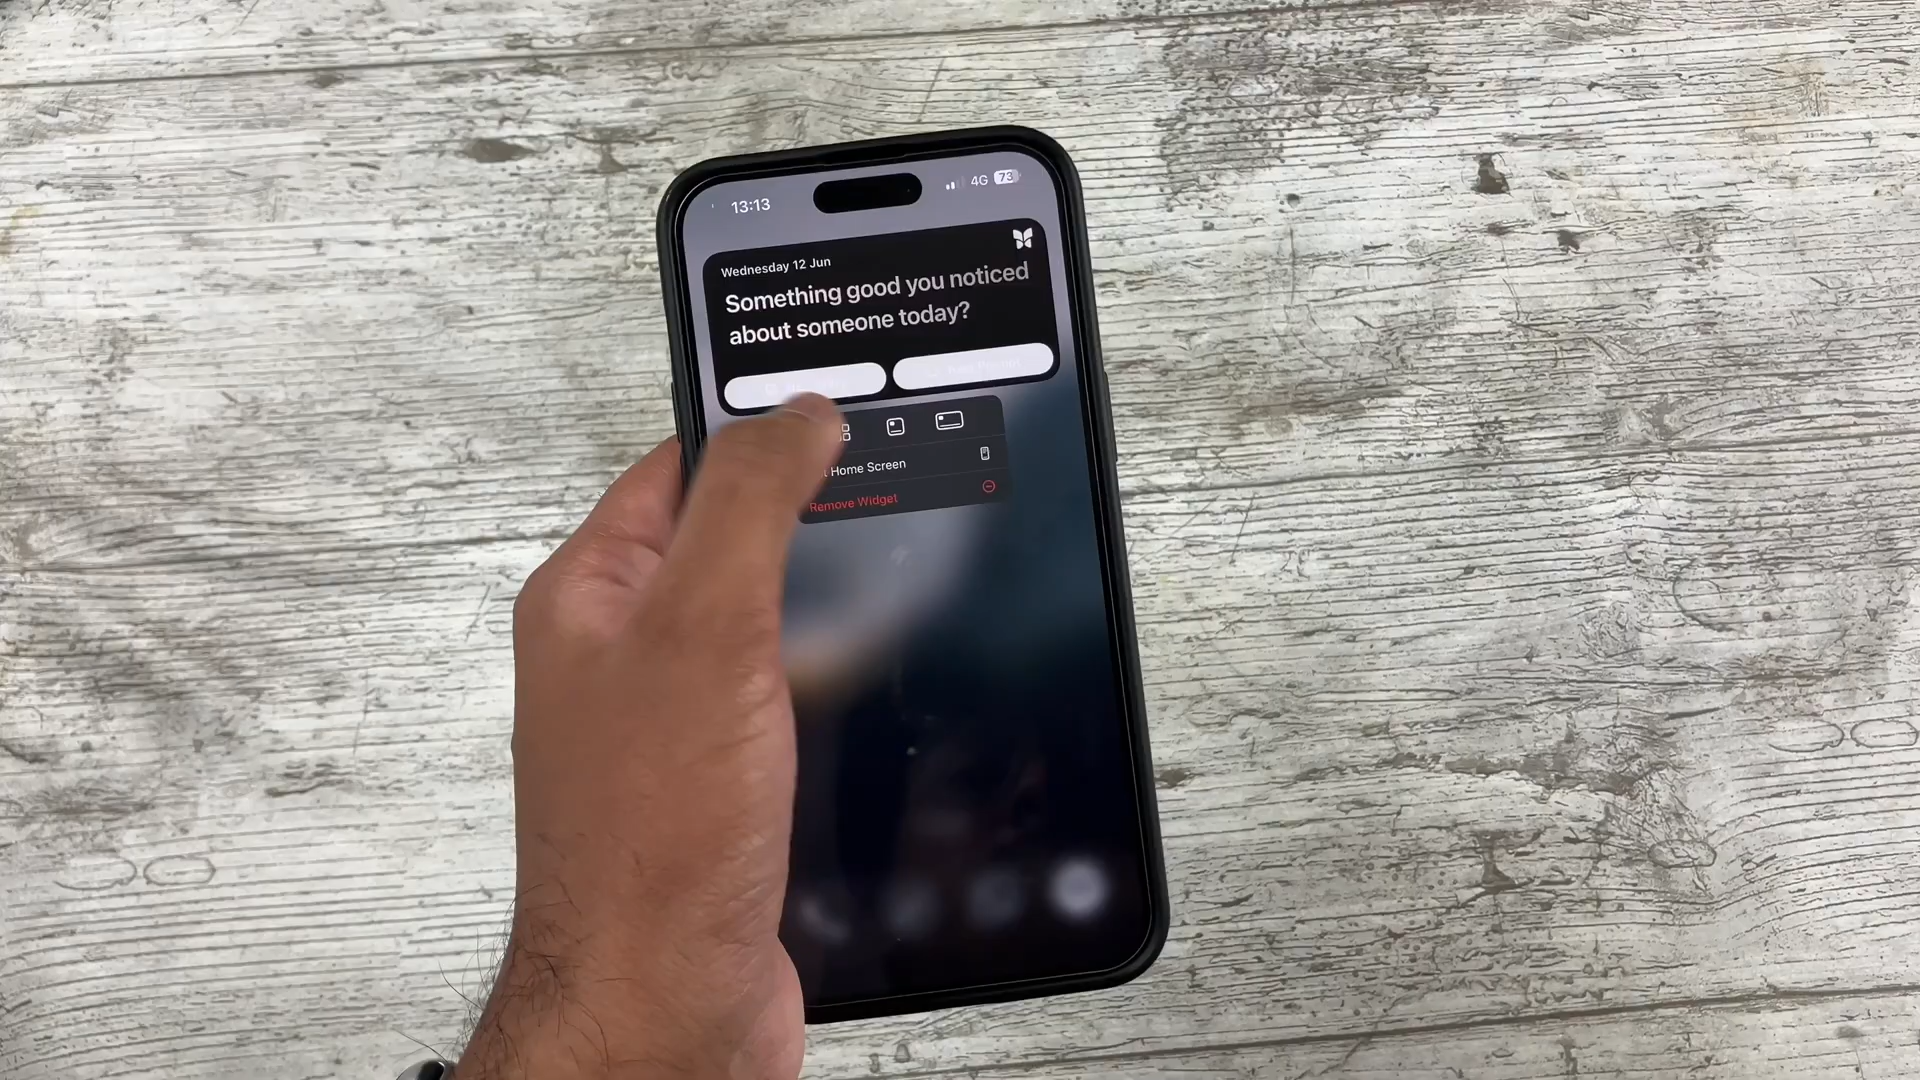 13:13
4G 73
Wednesday 12 Jun
Something good you noticed
about someone today?
Home Screen
Remove Widget